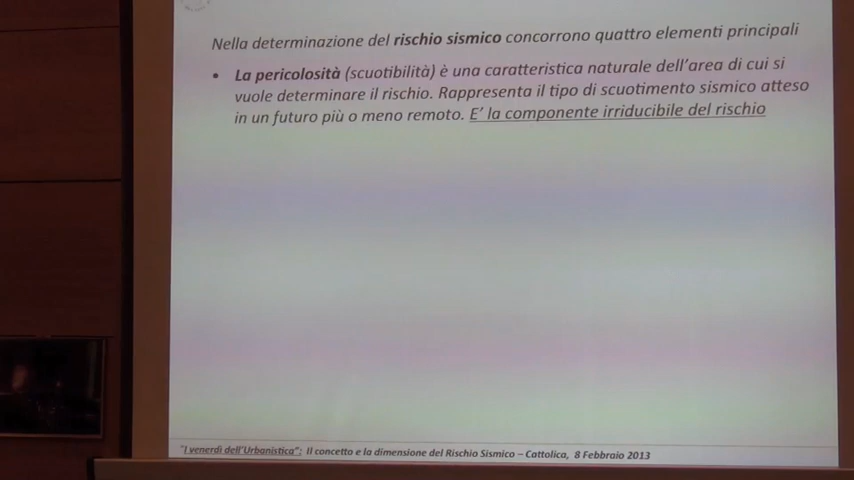 Nella determinazione del rischio sismico concorrono quattro elementi principali
• La pericolosità (scuotibilità) è una caratteristica naturale dell'area di cui si
vuole determinare il rischio. Rappresenta il tipo di scuotimento sismico atteso
in un futuro più o meno remoto. E' la componente irriducibile del rischio
"I venerdì dell'Urbanistica": Il concetto e la dimensione del Rischio Sismico – Cattolica, 8 Febbraio 2013